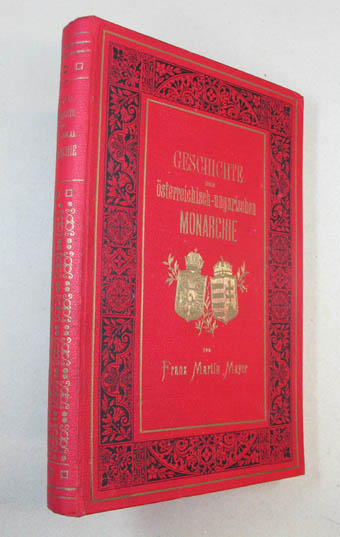 GESCHICHTE
DER
österreichisch-ungarischen
MONARCHIE
von
Franz Martin Mayer